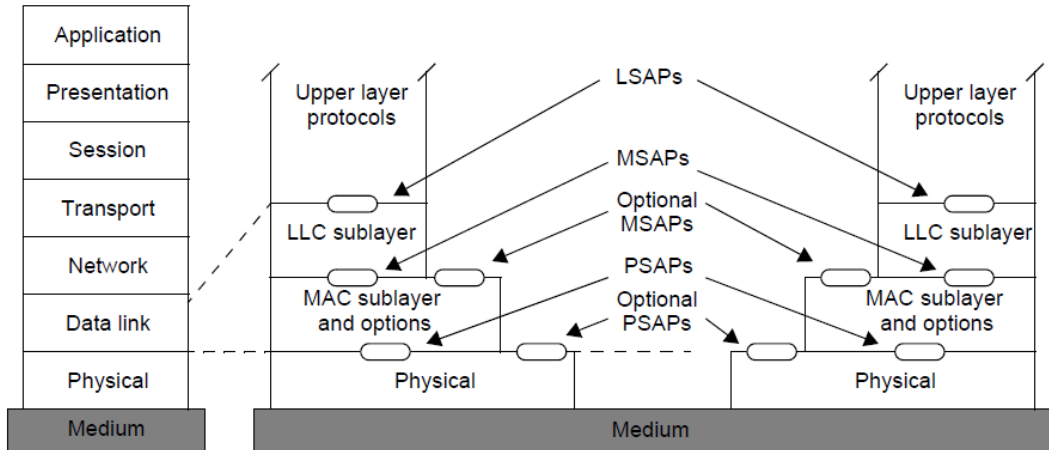 Application
Presentation
Session
Transport
Network
Data link
Physical
Medium
Upper layer
protocols
LLC sublayer
MAC sublayer
and options
Physical
LSAPs
MSAPs
Optional
MSAPs
PSAPs
Optional
PSAPs
Upper layer
protocols
LLC sublayer
MAC sublayer
and options
Physical
Medium